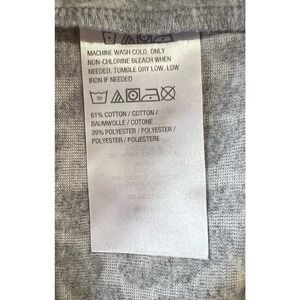 MACHINE WASH COLD. ONLY
NON-CHLORINE BLEACH WHEN
NEEDED. TUMBLE DRY LOW. LOW
IRON IF NEEDED
30
61% COTTON / COTTON /
BAUMWOLLE / COTONE
39% POLYESTER / POLYESTER /
POLYESTER / POLIESTERE